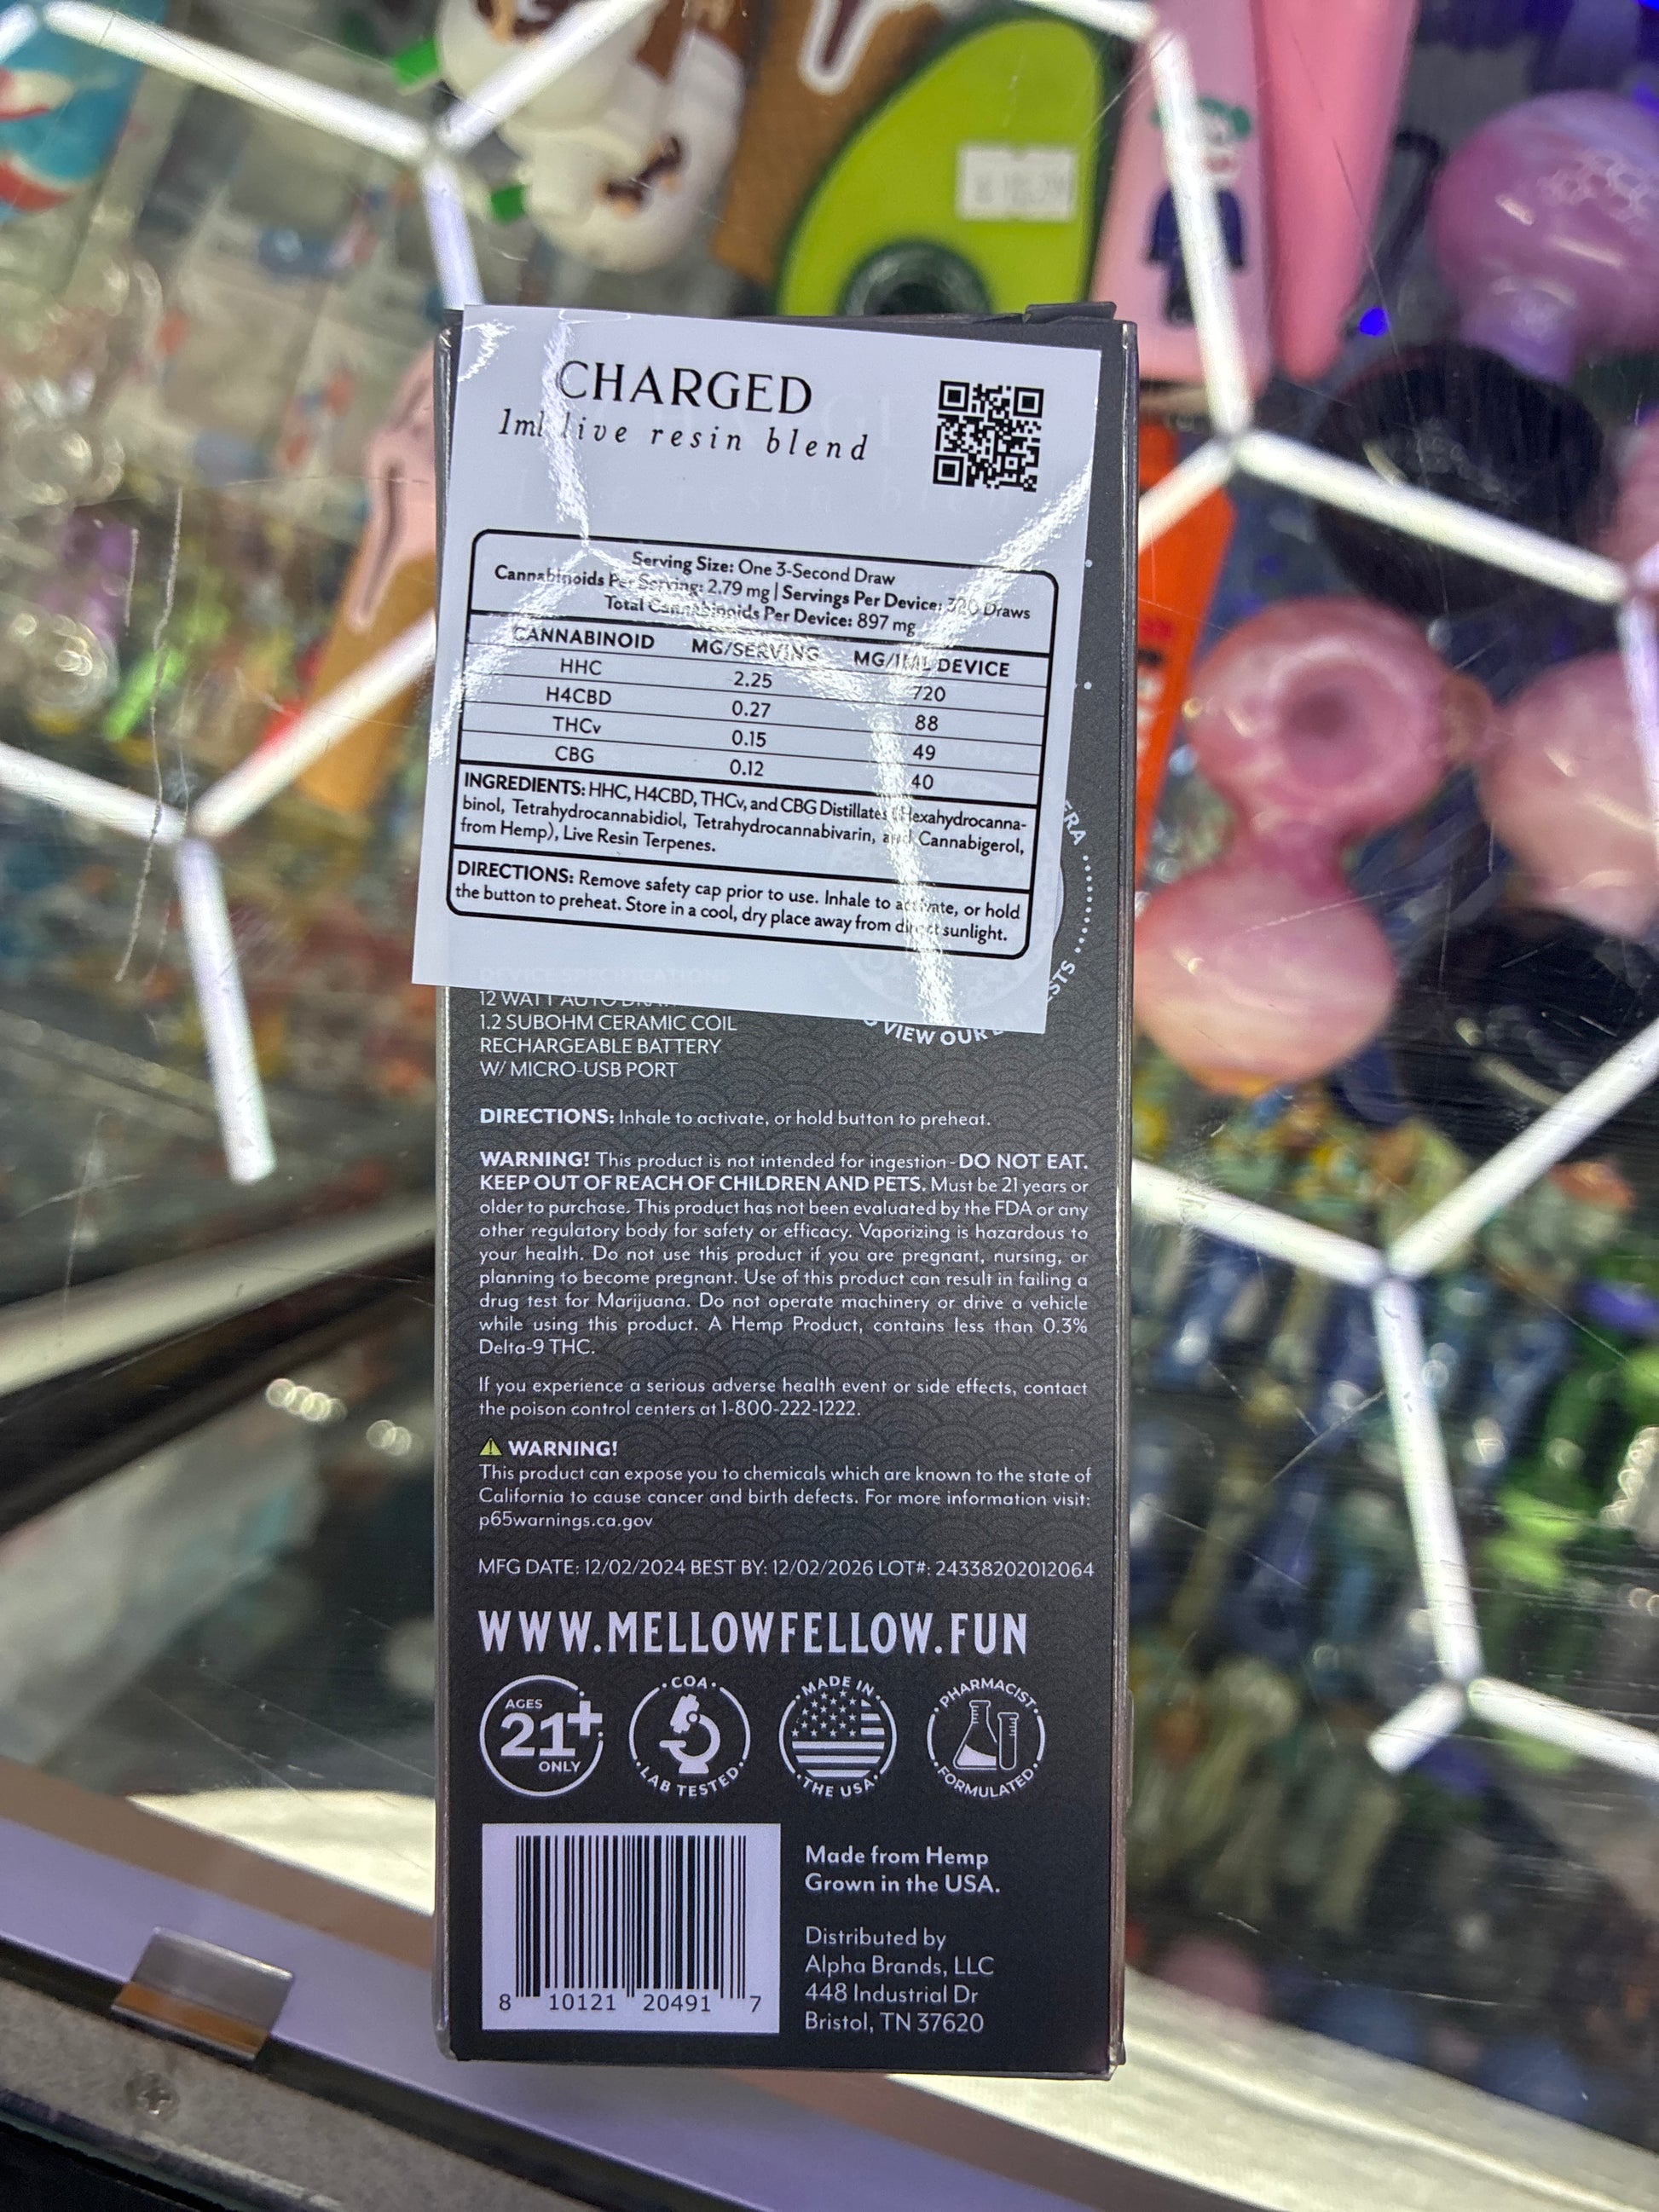 CHARGED
1ml live resin blend
Serving Size: One 3-Second Draw
Cannabinoids Per Serving: 2.79 mg | Servings Per Device: 320 Draws
Total Cannabinoids Per Device: 897 mg
CANNABINOID MG/SERVING MG/1ML DEVICE
HHC 2.25 720
H4CBD 0.27 88
THCv 0.15 49
CBG 0.12 40
INGREDIENTS: HHC, H4CBD, THCv, and CBG Distillates (Hexahydrocanna-
binol, Tetrahydrocannabidiol, Tetrahydrocannabivarin, and Cannabigerol,
from Hemp), Live Resin Terpenes.
DIRECTIONS: Remove safety cap prior to use. Inhale to activate, or hold
the button to preheat. Store in a cool, dry place away from direct sunlight.
DEVICE SPECIFICATIONS
12 WATT AUTO
1.2 SUBOHM CERAMIC COIL
RECHARGEABLE BATTERY
W/ MICRO-USB PORT
VIEW OUR
DIRECTIONS: Inhale to activate, or hold button to preheat.
WARNING! This product is not intended for ingestion - DO NOT EAT.
KEEP OUT OF REACH OF CHILDREN AND PETS. Must be 21 years or
older to purchase. This product has not been evaluated by the FDA or any
other regulatory body for safety or efficacy. Vaporizing is hazardous to
your health. Do not use this product if you are pregnant, nursing, or
planning to become pregnant. Use of this product can result in failing a
drug test for Marijuana. Do not operate machinery or drive a vehicle
while using this product. A Hemp Product, contains less than 0.3%
Delta-9 THC.
If you experience a serious adverse health event or side effects, contact
the poison control centers at 1-800-222-1222.
WARNING!
This product can expose you to chemicals which are known to the state of
California to cause cancer and birth defects. For more information visit:
p65warnings.ca.gov
MFG DATE: 12/02/2024 BEST BY: 12/02/2026 LOT#: 24338202012064
WWW.MELLOWFELLOW.FUN
AGES 21+ ONLY
COA LAB TESTED
MADE IN THE USA
PHARMACIST FORMULATED
8 10121 20491 7
Made from Hemp
Grown in the USA.
Distributed by
Alpha Brands, LLC
448 Industrial Dr
Bristol, TN 37620